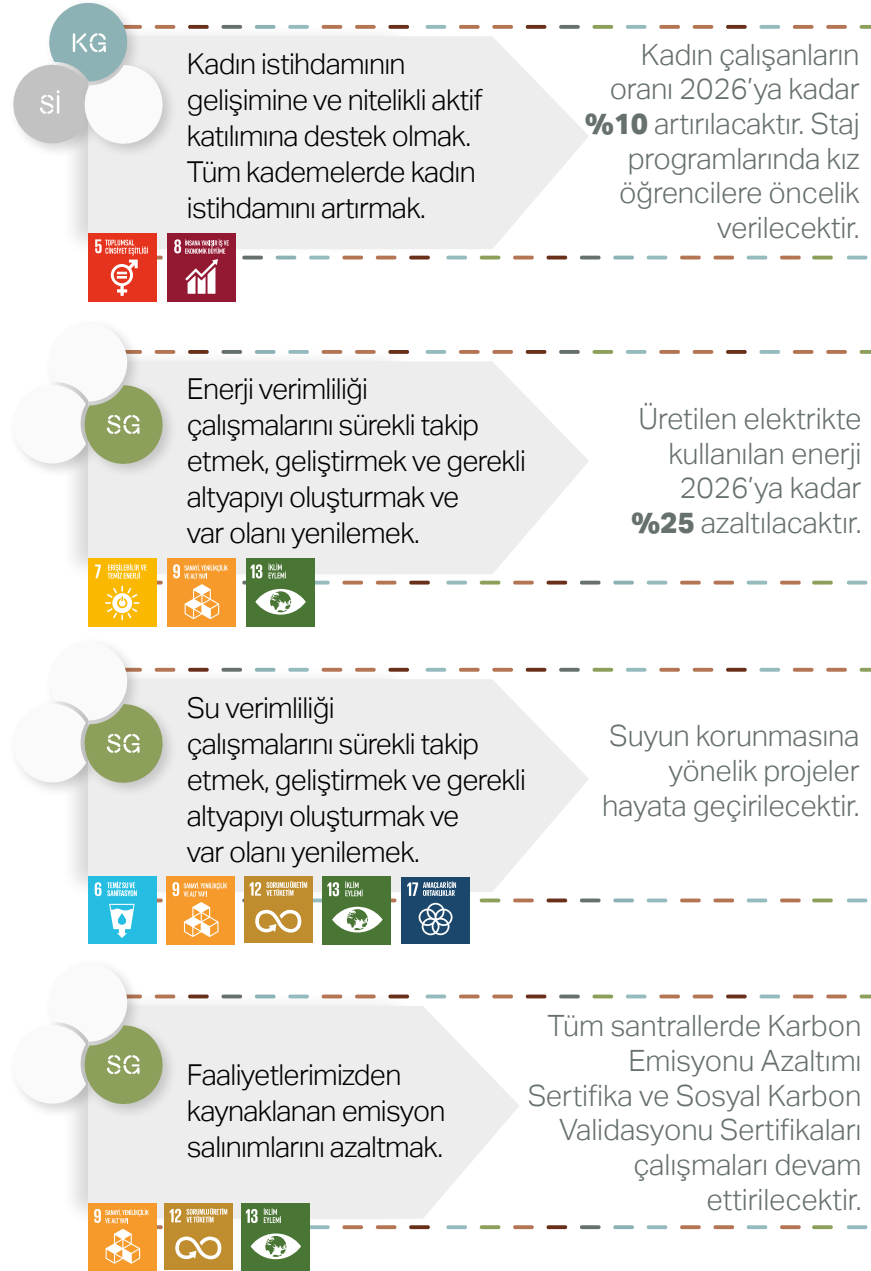 KG
Sİ
Kadın istihdamının
gelişimine ve nitelikli aktif
katılımına destek olmak.
Tüm kademelerde kadın
istihdamını artırmak.
Kadın çalışanların
oranı 2026'ya kadar
%10 artırılacaktır. Staj
programlarında kız
öğrencilere öncelik
verilecektir.
5 TOPLUMSAL
CİNSİYET EŞİTLİĞİ
8 İNSANA YAKIŞIR İŞ VE
EKONOMİK BÜYÜME
SG
Enerji verimliliği
çalışmalarını sürekli takip
etmek, geliştirmek ve gerekli
altyapıyı oluşturmak ve
var olanı yenilemek.
Üretilen elektrikte
kullanılan enerji
2026'ya kadar
%25 azaltılacaktır.
7 ERİŞİLEBİLİR VE
TEMİZ ENERJİ
9 SANAYİ, YENİLİKÇİLİK
VE ALT YAPI
13 İKLİM
EYLEMİ
SG
Su verimliliği
çalışmalarını sürekli takip
etmek, geliştirmek ve gerekli
altyapıyı oluşturmak ve
var olanı yenilemek.
Suyun korunmasına
yönelik projeler
hayata geçirilecektir.
6 TEMİZ SU VE
SANİTASYON
9 SANAYİ, YENİLİKÇİLİK
VE ALT YAPI
12 SORUMLU ÜRETİM
VE TÜKETİM
13 İKLİM
EYLEMİ
17 AMAÇLAR İÇİN
ORTAKLIKLAR
SG
Faaliyetlerimizden
kaynaklanan emisyon
salınımlarını azaltmak.
Tüm santrallerde Karbon
Emisyonu Azaltımı
Sertifika ve Sosyal Karbon
Validasyonu Sertifikaları
çalışmaları devam
ettirilecektir.
9 SANAYİ, YENİLİKÇİLİK
VE ALT YAPI
12 SORUMLU ÜRETİM
VE TÜKETİM
13 İKLİM
EYLEMİ